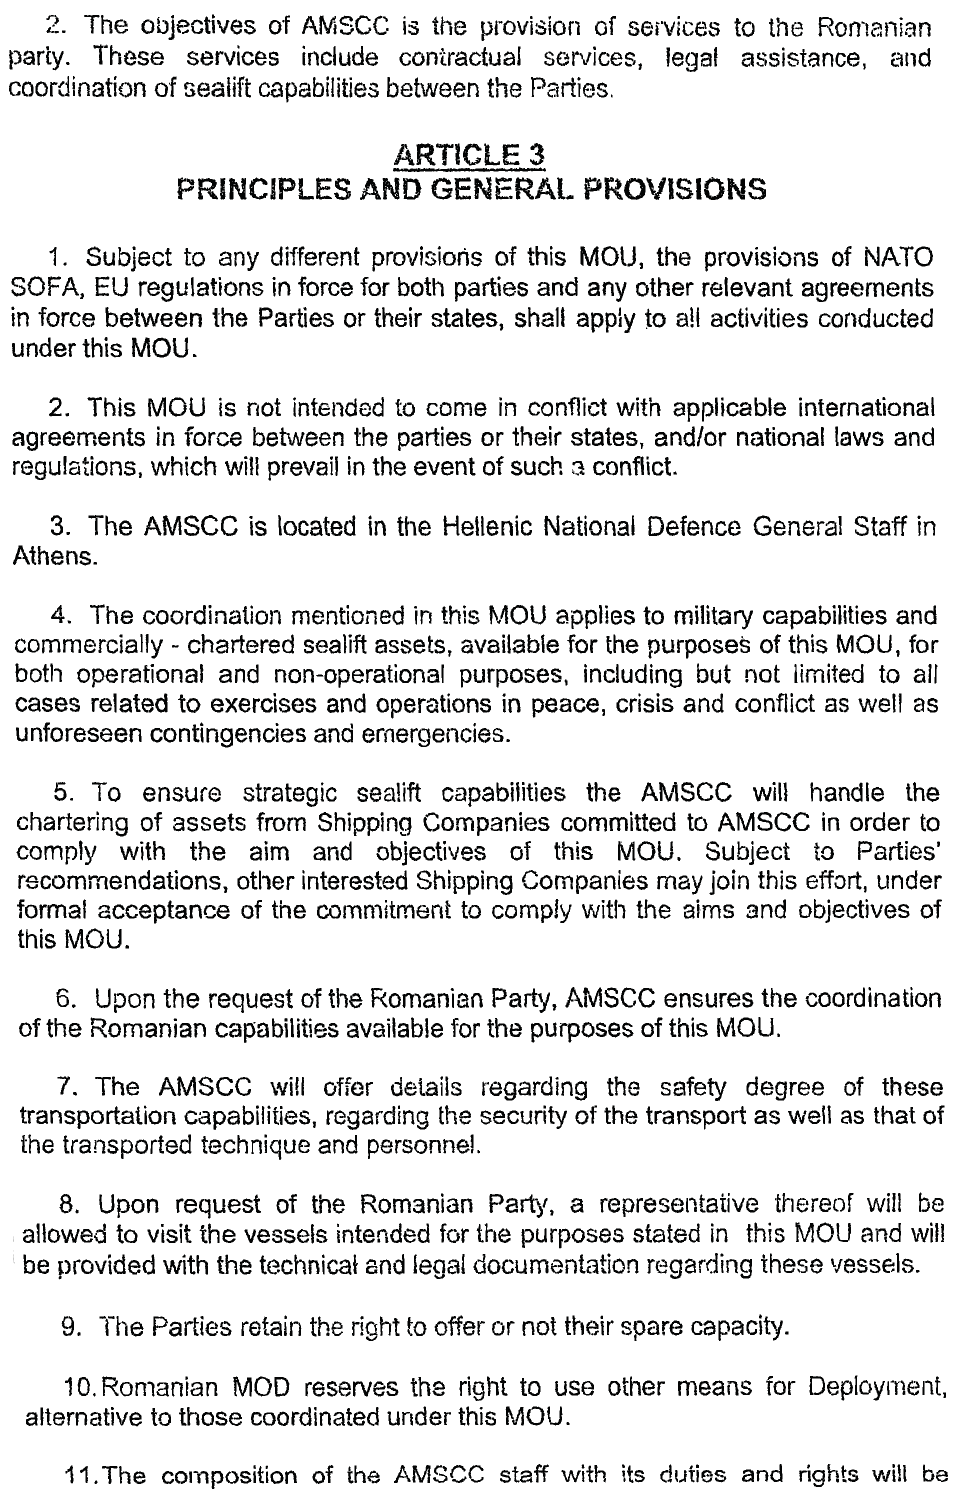 2. The objectives of AMSCC is the provision of services to the Romanian
party. These services include contractual services, legal assistance, and
coordination of sealift capabilities between the Parties.
ARTICLE 3
PRINCIPLES AND GENERAL PROVISIONS
1. Subject to any different provisions of this MOU, the provisions of NATO
SOFA, EU regulations in force for both parties and any other relevant agreements
in force between the Parties or their states, shall apply to all activities conducted
under this MOU.
2. This MOU is not intended to come in conflict with applicable international
agreements in force between the parties or their states, and/or national laws and
regulations, which will prevail in the event of such a conflict.
3. The AMSCC is located in the Hellenic National Defence General Staff in
Athens.
4. The coordination mentioned in this MOU applies to military capabilities and
commercially - chartered sealift assets, available for the purposes of this MOU, for
both operational and non-operational purposes, including but not limited to all
cases related to exercises and operations in peace, crisis and conflict as well as
unforeseen contingencies and emergencies.
5. To ensure strategic sealift capabilities the AMSCC will handle the
chartering of assets from Shipping Companies committed to AMSCC in order to
comply with the aim and objectives of this MOU. Subject to Parties'
recommendations, other interested Shipping Companies may join this effort, under
formal acceptance of the commitment to comply with the aims and objectives of
this MOU.
6. Upon the request of the Romanian Party, AMSCC ensures the coordination
of the Romanian capabilities available for the purposes of this MOU.
7. The AMSCC will offer details regarding the safety degree of these
transportation capabilities, regarding the security of the transport as well as that of
the transported technique and personnel.
8. Upon request of the Romanian Party, a representative thereof will be
allowed to visit the vessels intended for the purposes stated in this MOU and will
be provided with the technical and legal documentation regarding these vessels.
9. The Parties retain the right to offer or not their spare capacity.
10. Romanian MOD reserves the right to use other means for Deployment,
alternative to those coordinated under this MOU.
11. The composition of the AMSCC staff with its duties and rights will be